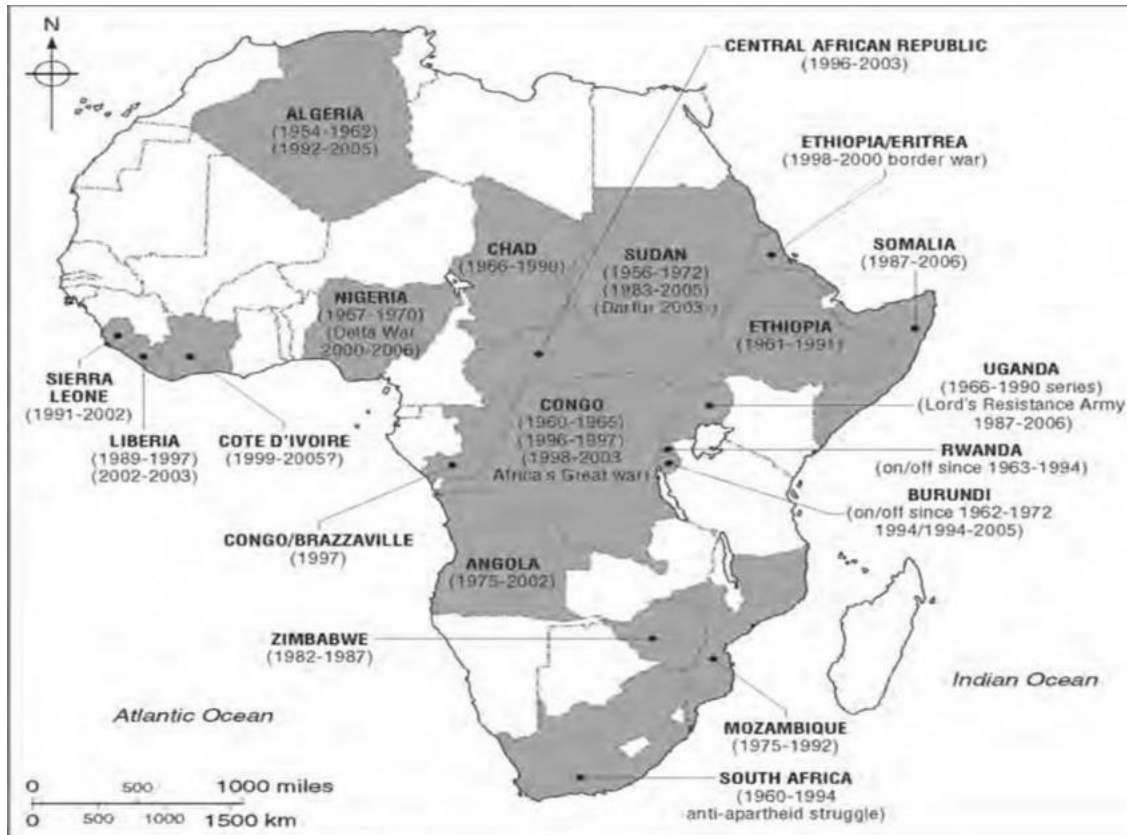 N
CENTRAL AFRICAN REPUBLIC
(1996-2003)
ALGERIA
(1954-1962)
(1992-2005)
ETHIOPIA/ERITREA
(1998-2000 border war)
CHAD
(1966-1990)
SUDAN
(1956-1972)
(1983-2005)
(Darfur 2003-)
SOMALIA
(1987-2006)
NIGERIA
(1967-1970)
(Delta War
2000-2006)
ETHIOPIA
(1961-1991)
SIERRA
LEONE
(1991-2002)
LIBERIA
(1989-1997)
(2002-2003)
COTE D'IVOIRE
(1999-2005?)
CONGO
(1960-1965)
(1996-1997)
(1998-2003
Africa's Great war)
UGANDA
(1966-1990 series)
(Lord's Resistance Army
1987-2006)
RWANDA
(on/off since 1963-1994)
BURUNDI
(on/off since 1962-1972
1994/1994-2005)
CONGO/BRAZZAVILLE
(1997)
ANGOLA
(1975-2002)
ZIMBABWE
(1982-1987)
Indian Ocean
Atlantic Ocean
MOZAMBIQUE
(1975-1992)
SOUTH AFRICA
(1960-1994
anti-apartheid struggle)
0 500 1000 miles
0 500 1000 1500 km